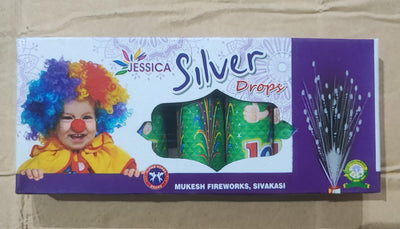 JESSICA
Silver
Drops
MUKESH FIREWORKS, SIVAKASI